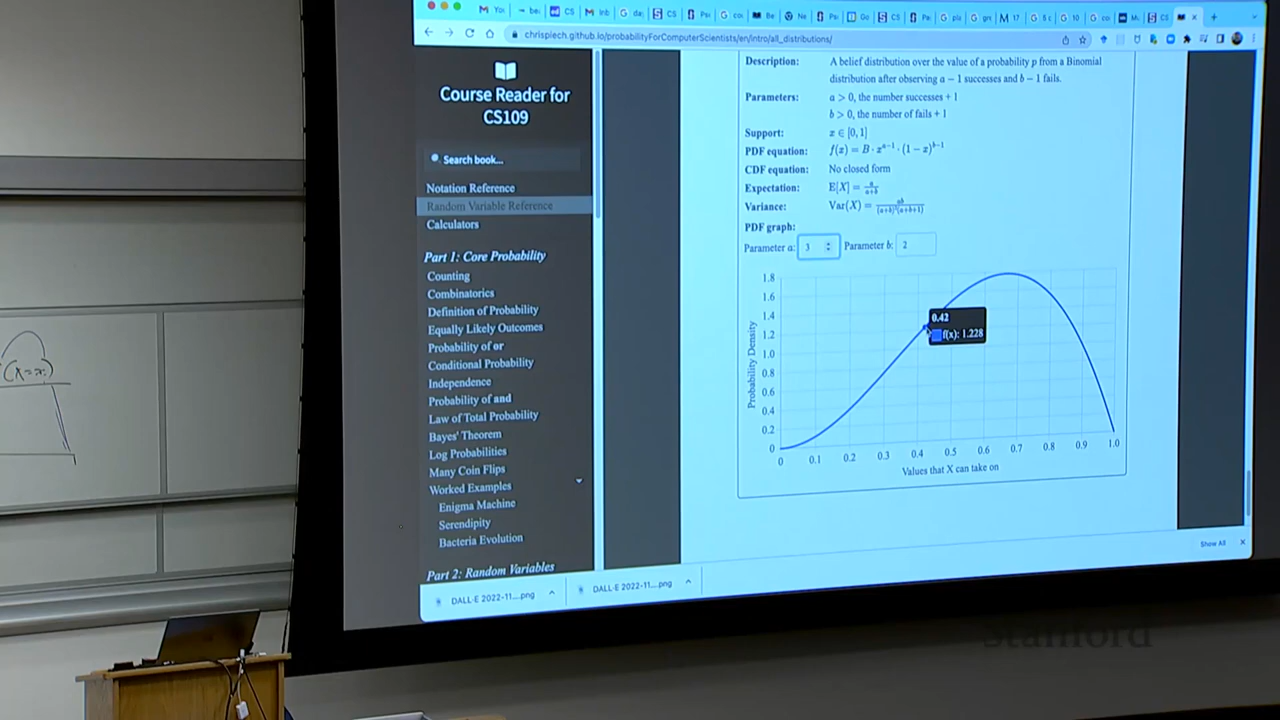 chrispiech.github.io/probabilityForComputerScientists/en/intro/all_distributions/
Course Reader for
CS109
Search book...
Notation Reference
Random Variable Reference
Calculators
Part 1: Core Probability
Counting
Combinatorics
Definition of Probability
Equally Likely Outcomes
Probability of or
Conditional Probability
Independence
Probability of and
Law of Total Probability
Bayes' Theorem
Log Probabilities
Many Coin Flips
Worked Examples
Enigma Machine
Serendipity
Bacteria Evolution
Part 2: Random Variables
Description: A belief distribution over the value of a probability p from a Binomial
distribution after observing a − 1 successes and b − 1 fails.
Parameters: a > 0, the number successes + 1
b > 0, the number of fails + 1
Support: x ∈ [0, 1]
PDF equation: f(x) = B · x^{a−1} · (1 − x)^{b−1}
CDF equation: No closed form
Expectation: E[X] = a/(a+b)
Variance: Var(X) = ab/((a+b)²(a+b+1))
PDF graph:
Parameter a: 3 Parameter b: 2
Probability Density
1.8
1.6
1.4
1.2
1.0
0.8
0.6
0.4
0.2
0
0.42
f(x): 1.228
0 0.1 0.2 0.3 0.4 0.5 0.6 0.7 0.8 0.9 1.0
Values that X can take on
DALL·E 2022-11....png
DALL·E 2022-11....png
Show All
(X=x)
stanford